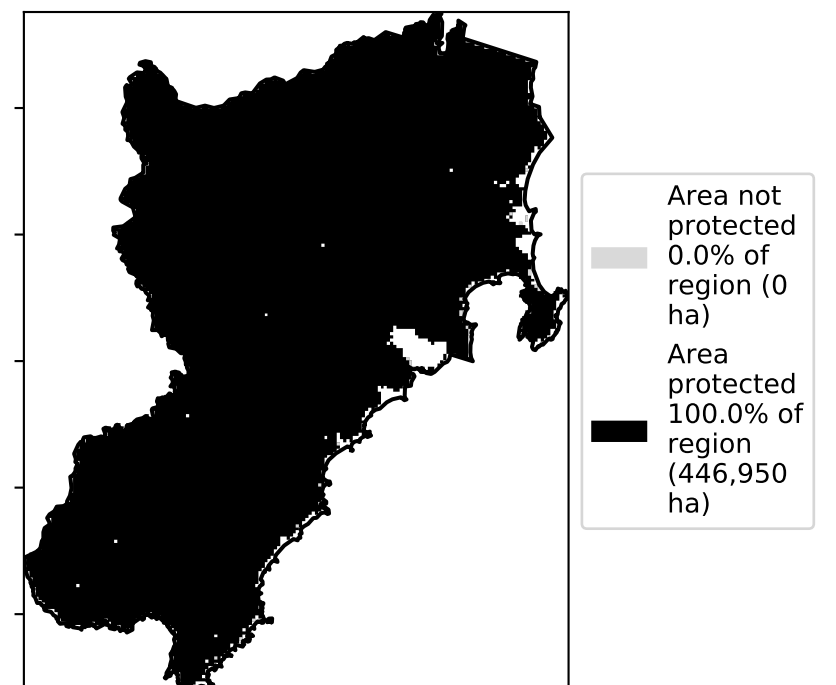 Area not
protected
0.0% of
region (0
ha)
Area
protected
100.0% of
region
(446,950
ha)